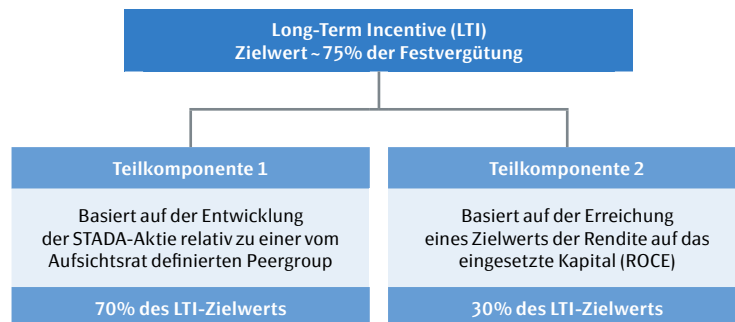 Long-Term Incentive (LTI)
Zielwert ~ 75% der Festvergütung
Teilkomponente 1
Basiert auf der Entwicklung
der STADA-Aktie relativ zu einer vom
Aufsichtsrat definierten Peergroup
70% des LTI-Zielwerts
Teilkomponente 2
Basiert auf der Erreichung
eines Zielwerts der Rendite auf das
eingesetzte Kapital (ROCE)
30% des LTI-Zielwerts